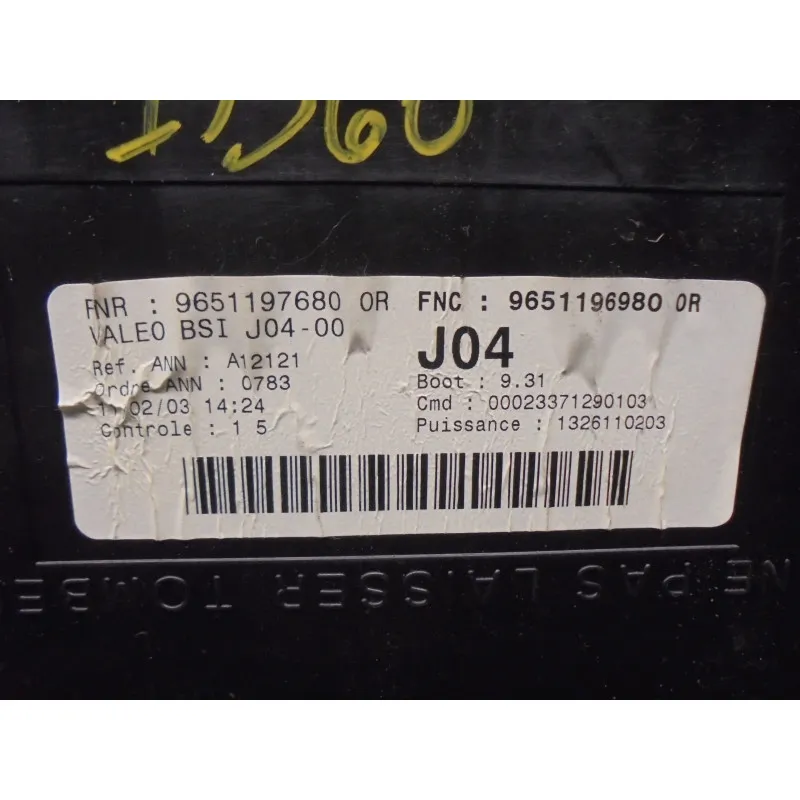 FNR : 9651197680 0R FNC : 9651196980 0R
VALEO BSI J04-00
J04
Ref. ANN : A12121
Boot : 9.31
Ordre ANN : 0783
Cmd : 00023371290103
02/03 14:24
Controle : 1 5
Puissance : 1326110203
NE PAS LAISSER